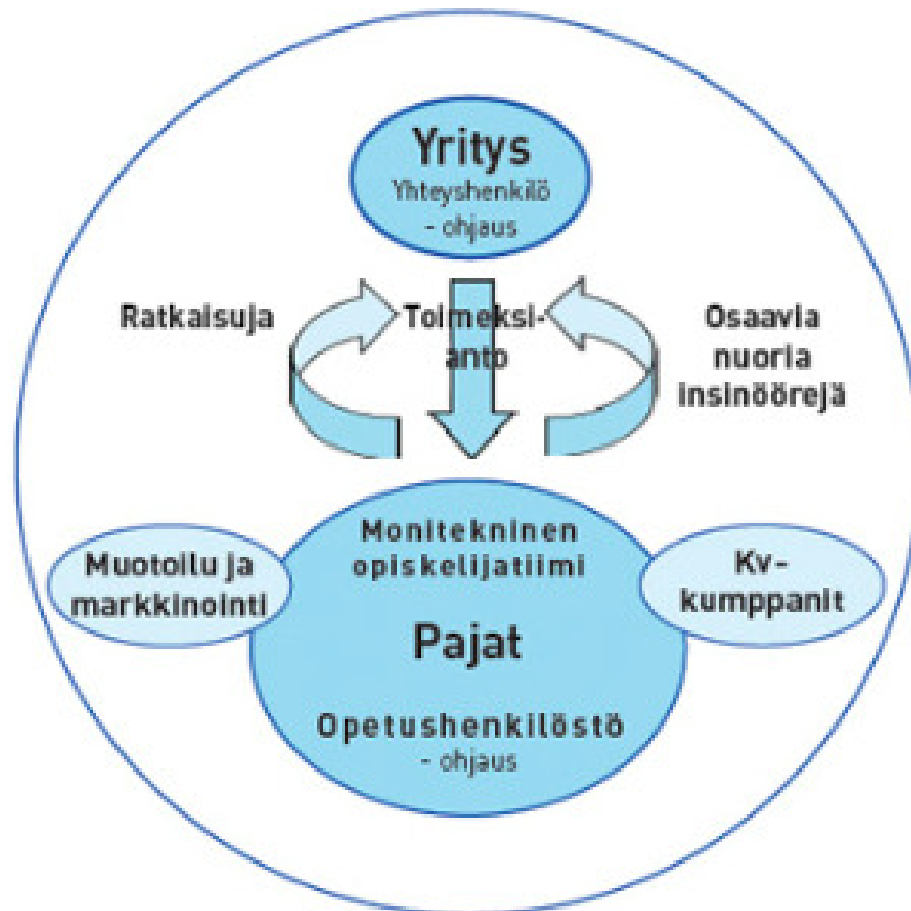 Yritys
Yhteyshenkilö
- ohjaus
Ratkaisuja
Toimeksi-
anto
Osaavia
nuoria
insinöörejä
Monitekninen
opiskelijatiimi
Muotoilu ja
markkinointi
Kv-
kumppanit
Pajat
Opetushenkilöstö
- ohjaus